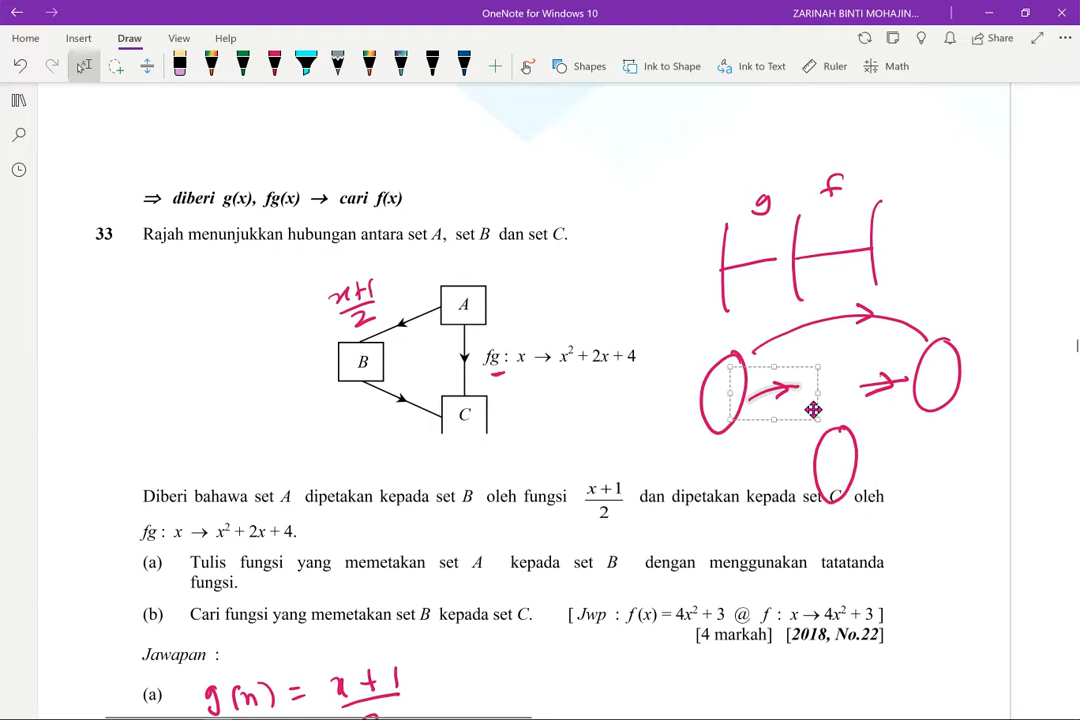 OneNote for Windows 10
ZARINAH BINTI MOHAJIN...
Home Insert Draw View Help
Share
Shapes Ink to Shape Ink to Text Ruler Math
⇒ diberi g(x), fg(x) → cari f(x)
33 Rajah menunjukkan hubungan antara set A, set B dan set C.
g f
x+1
2
A
B
fg : x → x² + 2x + 4
C
Diberi bahawa set A dipetakan kepada set B oleh fungsi x+1/2 dan dipetakan kepada set C oleh
fg : x → x² + 2x + 4.
(a) Tulis fungsi yang memetakan set A kepada set B dengan menggunakan tatatanda
fungsi.
(b) Cari fungsi yang memetakan set B kepada set C. [ Jwp : f(x) = 4x² + 3 @ f : x → 4x² + 3 ]
[4 markah] [2018, No.22]
Jawapan :
(a) g(x) = x+1